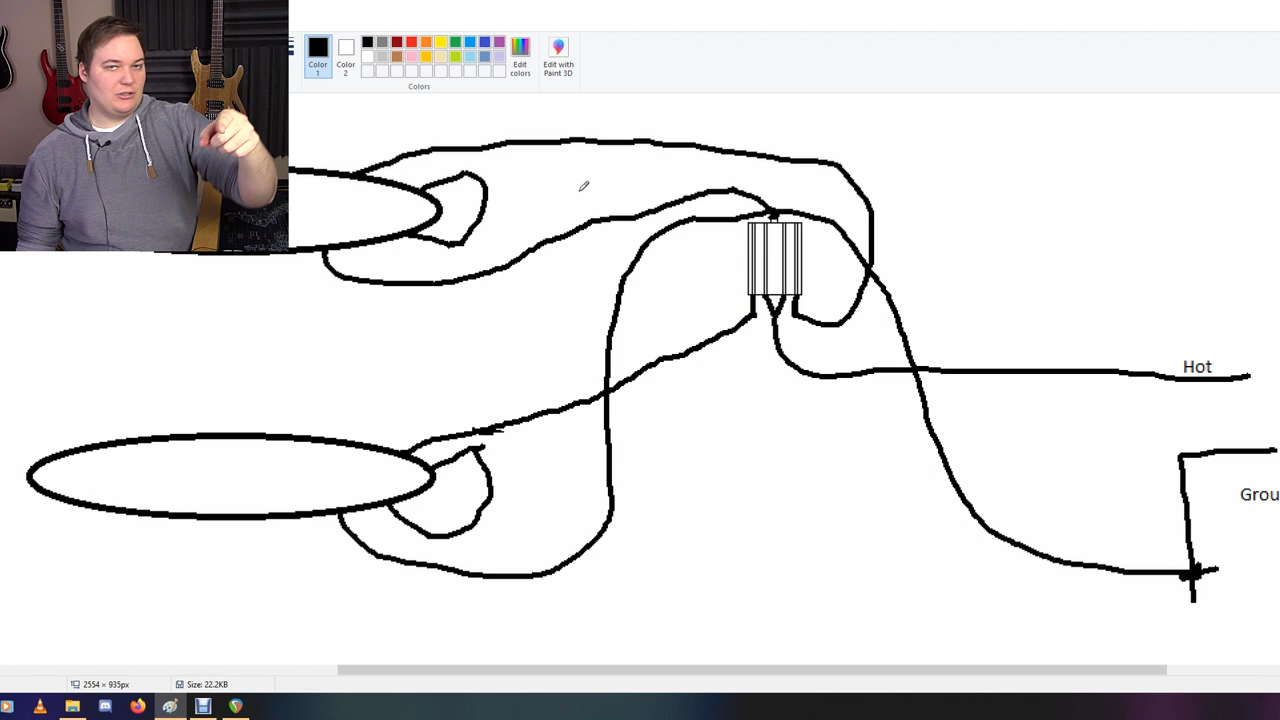 Color
1
Color
2
Edit
colors
Edit with
Paint 3D
Colors
Hot
Grou
2554 × 935px
Size: 22.2KB